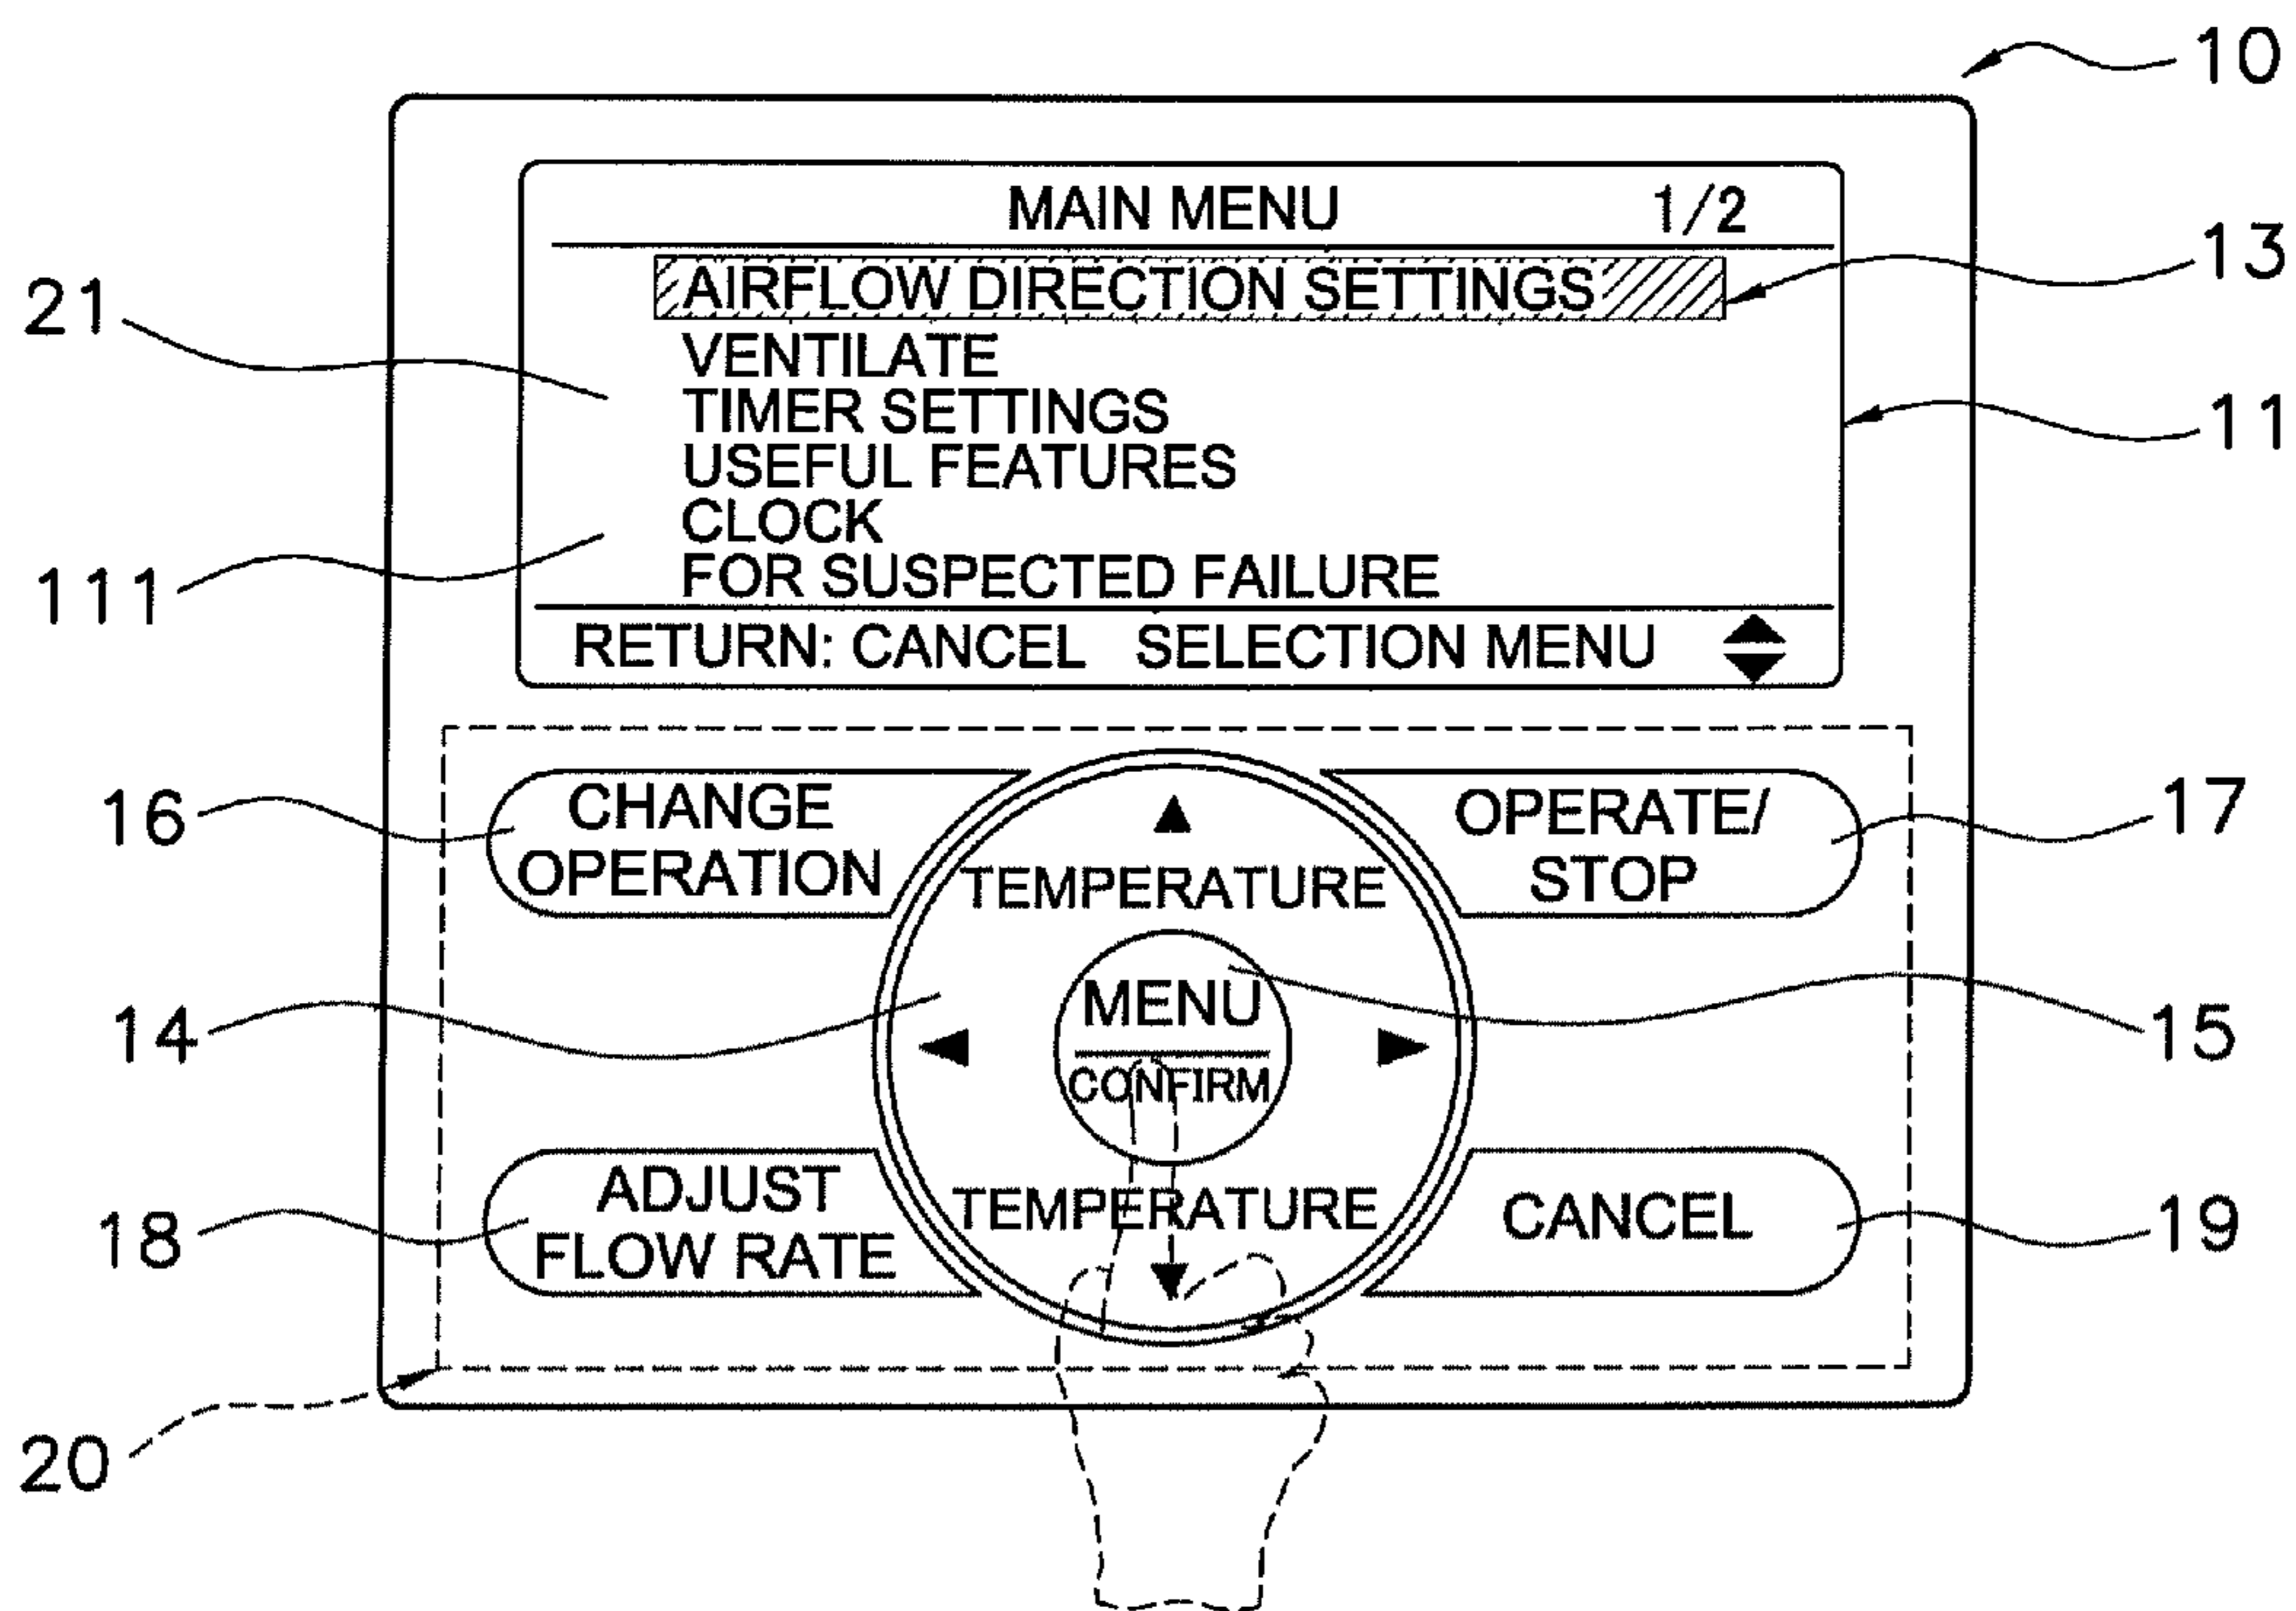 10
MAIN MENU 1/2
13
AIRFLOW DIRECTION SETTINGS
21
VENTILATE
TIMER SETTINGS
11
USEFUL FEATURES
CLOCK
111
FOR SUSPECTED FAILURE
RETURN: CANCEL SELECTION MENU
16
CHANGE
OPERATION
OPERATE/
STOP
17
TEMPERATURE
14
MENU
CONFIRM
15
18
ADJUST
FLOW RATE
TEMPERATURE
CANCEL
19
20